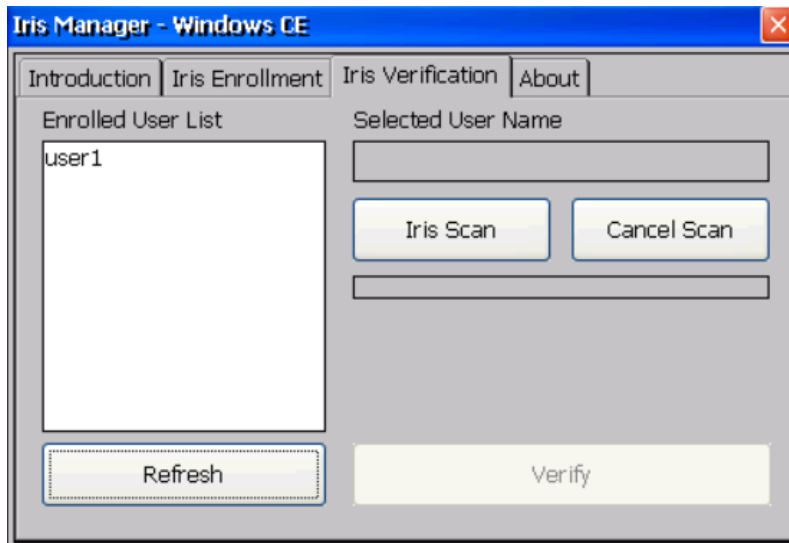 Iris Manager - Windows CE
Introduction Iris Enrollment Iris Verification About
Enrolled User List
user1
Refresh
Selected User Name
Iris Scan Cancel Scan
Verify